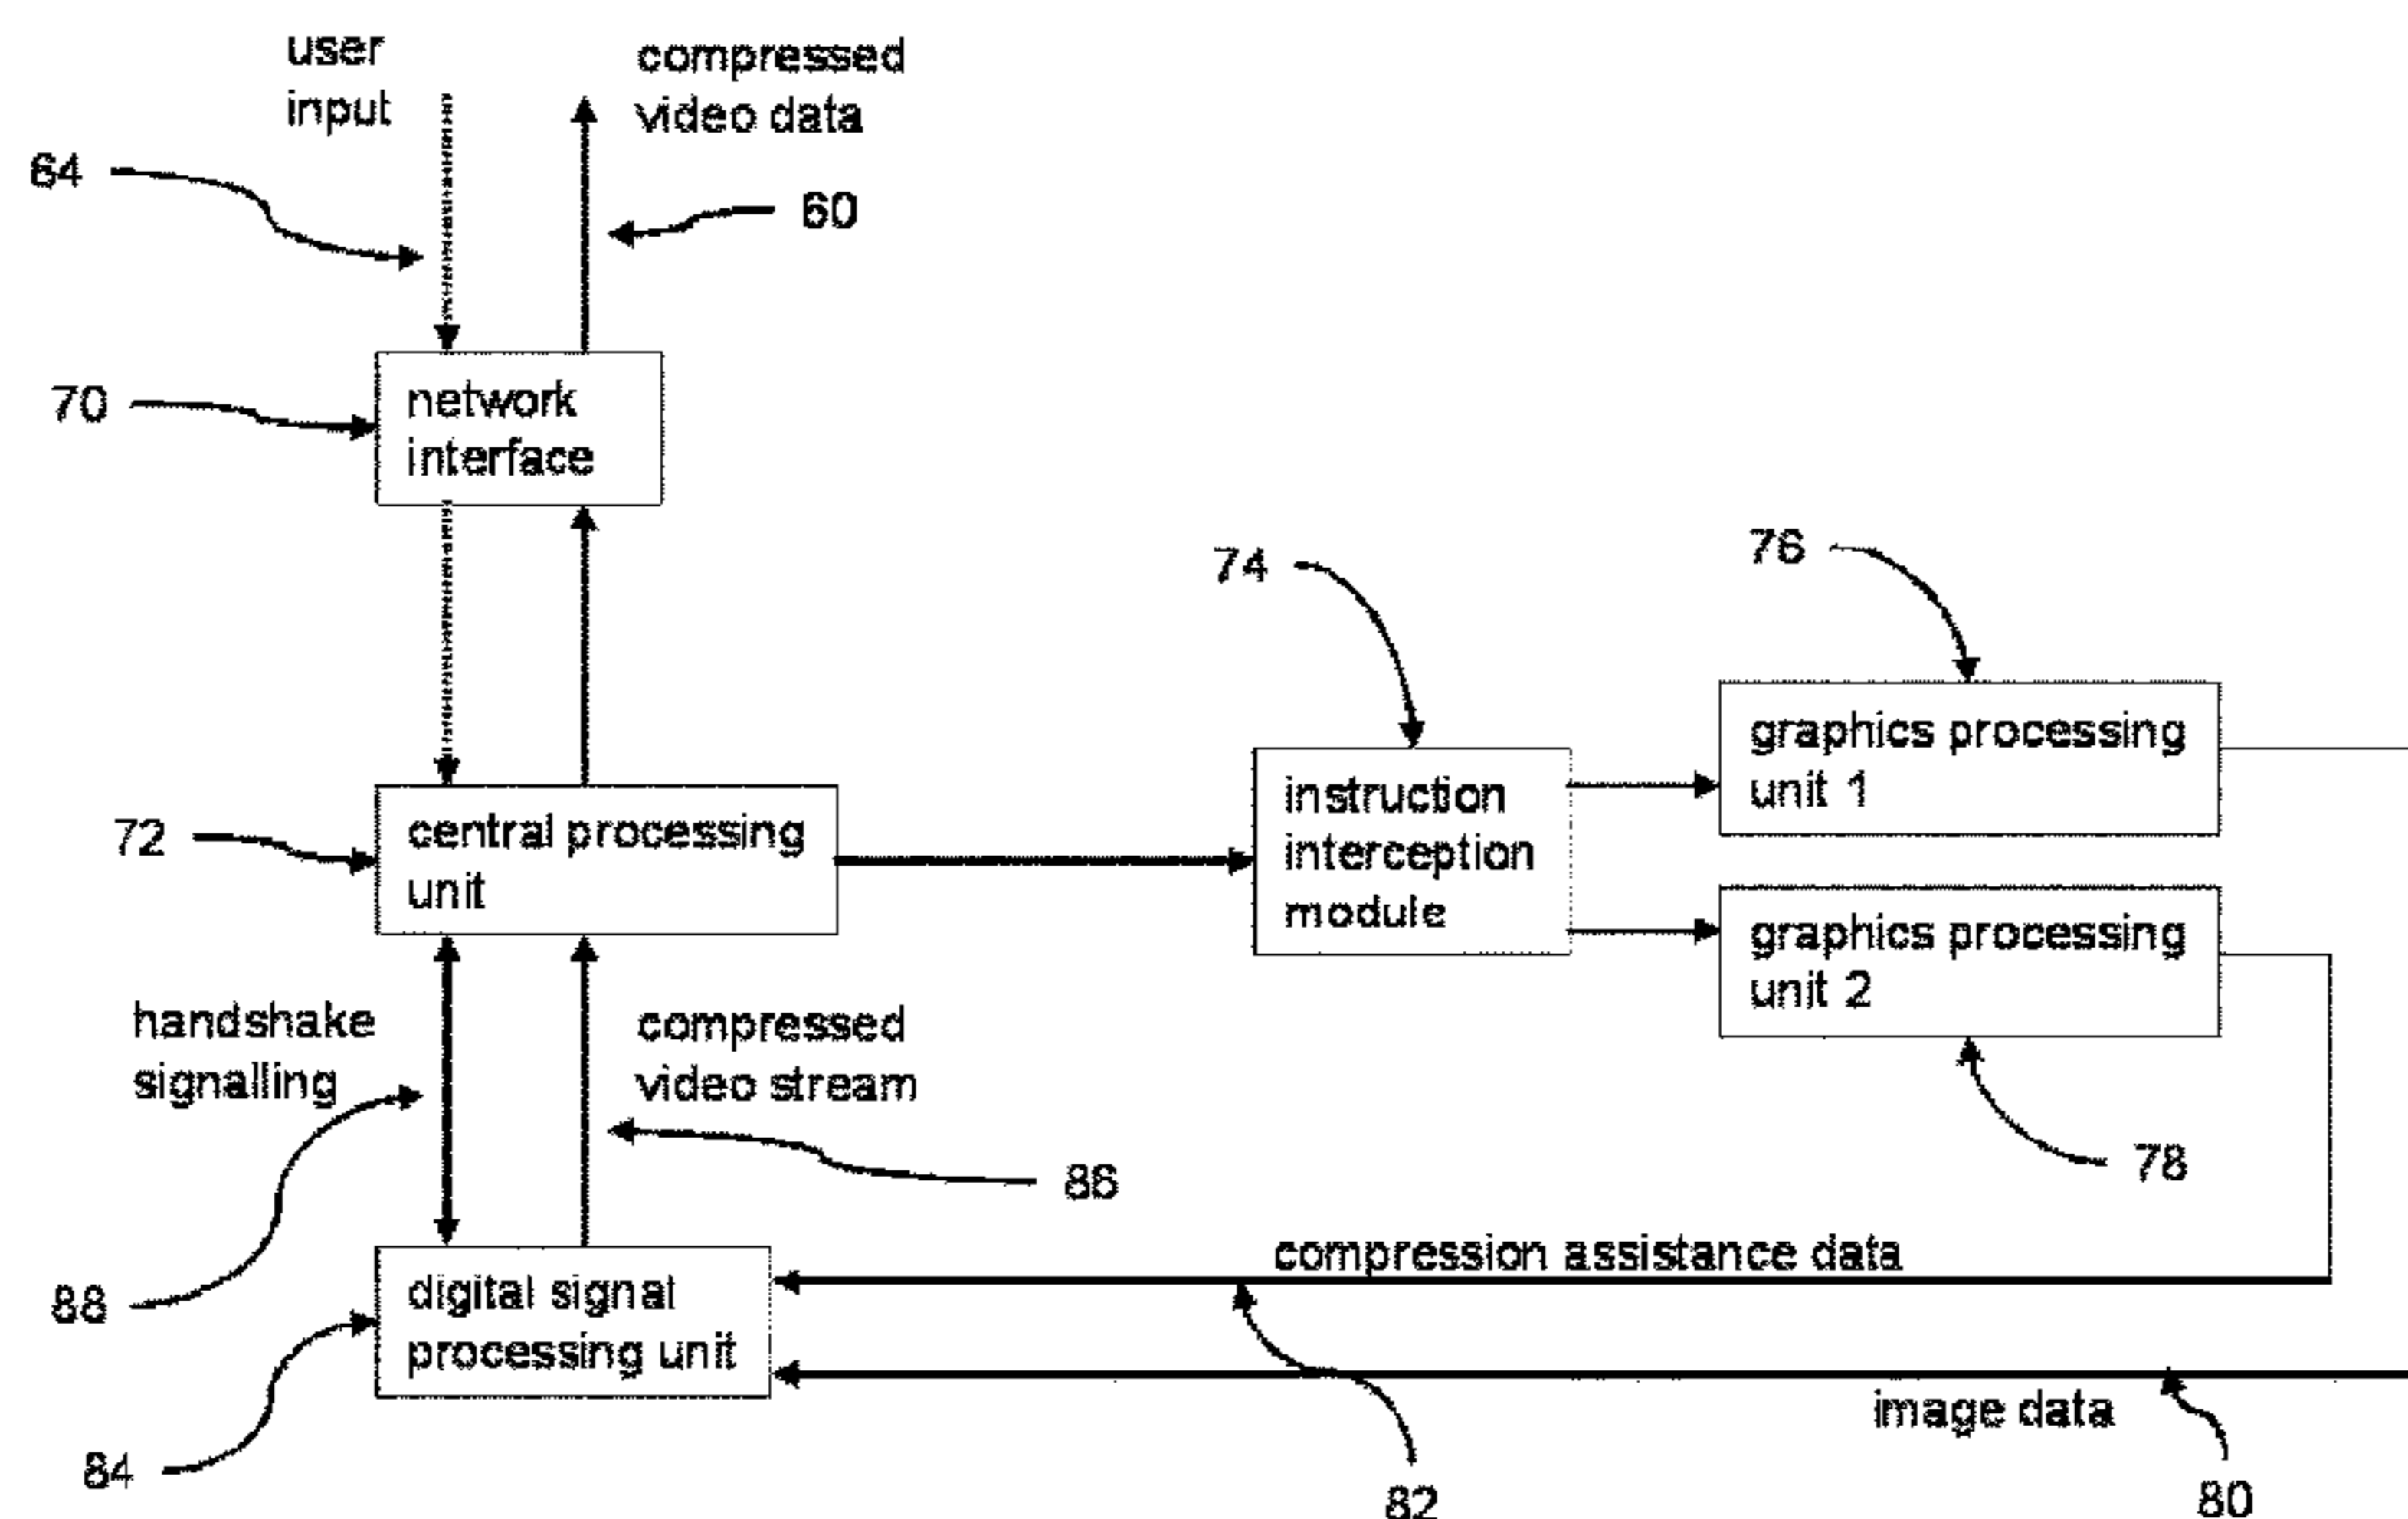 user
input
compressed
video data
64
60
70
network
interface
74
76
graphics processing
unit 1
72
central processing
unit
instruction
interception
module
graphics processing
unit 2
handshake
signalling
compressed
video stream
78
86
compression assistance data
88
digital signal
processing unit
image data
84
82
80